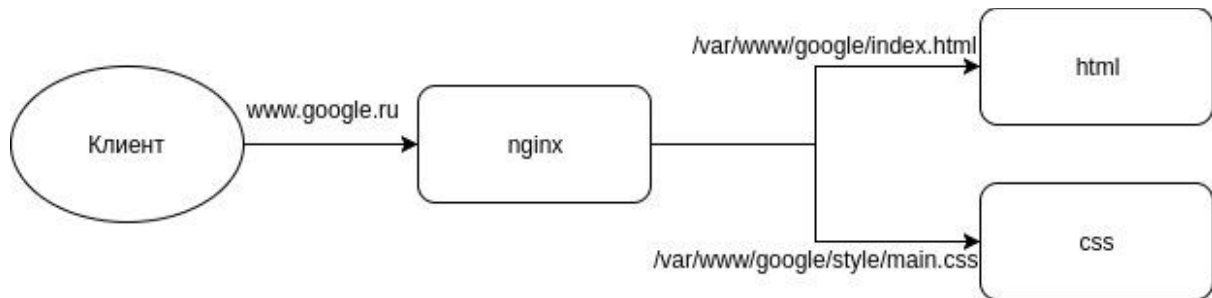 Клиент
www.google.ru
nginx
/var/www/google/index.html
html
/var/www/google/style/main.css
css